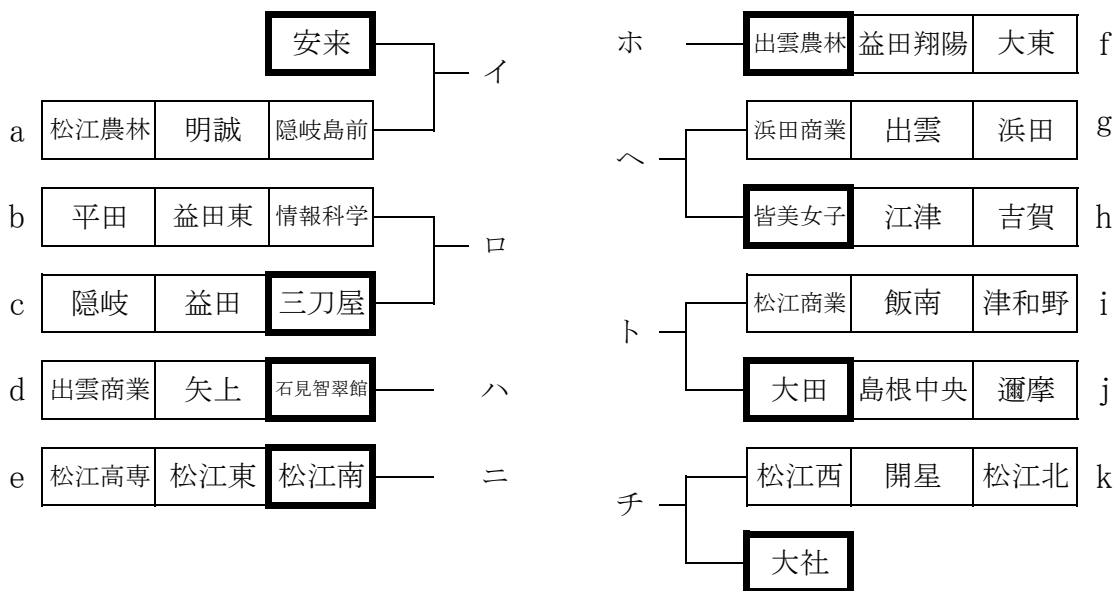 安来
イ
a 松江農林 明誠 隠岐島前
b 平田 益田東 情報科学
ロ
c 隠岐 益田 三刀屋
d 出雲商業 矢上 石見智翠館 ハ
e 松江高専 松江東 松江南 ニ
ホ 出雲農林 益田翔陽 大東 f
浜田商業 出雲 浜田 g
ヘ
皆美女子 江津 吉賀 h
松江商業 飯南 津和野 i
ト
大田 島根中央 邇摩 j
松江西 開星 松江北 k
チ
大社